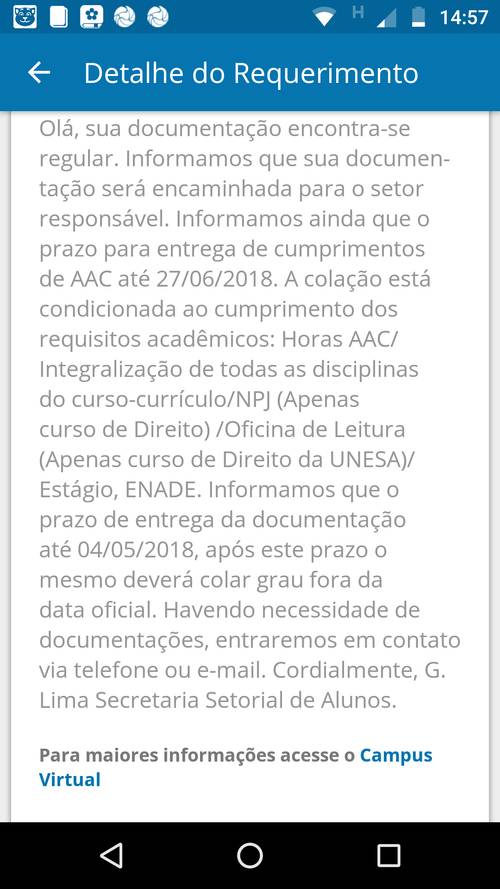 H 14:57
Detalhe do Requerimento
Olá, sua documentação encontra-se
regular. Informamos que sua documen-
tação será encaminhada para o setor
responsável. Informamos ainda que o
prazo para entrega de cumprimentos
de AAC até 27/06/2018. A colação está
condicionada ao cumprimento dos
requisitos acadêmicos: Horas AAC/
Integralização de todas as disciplinas
do curso-currículo/NPJ (Apenas
curso de Direito) /Oficina de Leitura
(Apenas curso de Direito da UNESA)/
Estágio, ENADE. Informamos que o
prazo de entrega da documentação
até 04/05/2018, após este prazo o
mesmo deverá colar grau fora da
data oficial. Havendo necessidade de
documentações, entraremos em contato
via telefone ou e-mail. Cordialmente, G.
Lima Secretaria Setorial de Alunos.
Para maiores informações acesse o Campus
Virtual